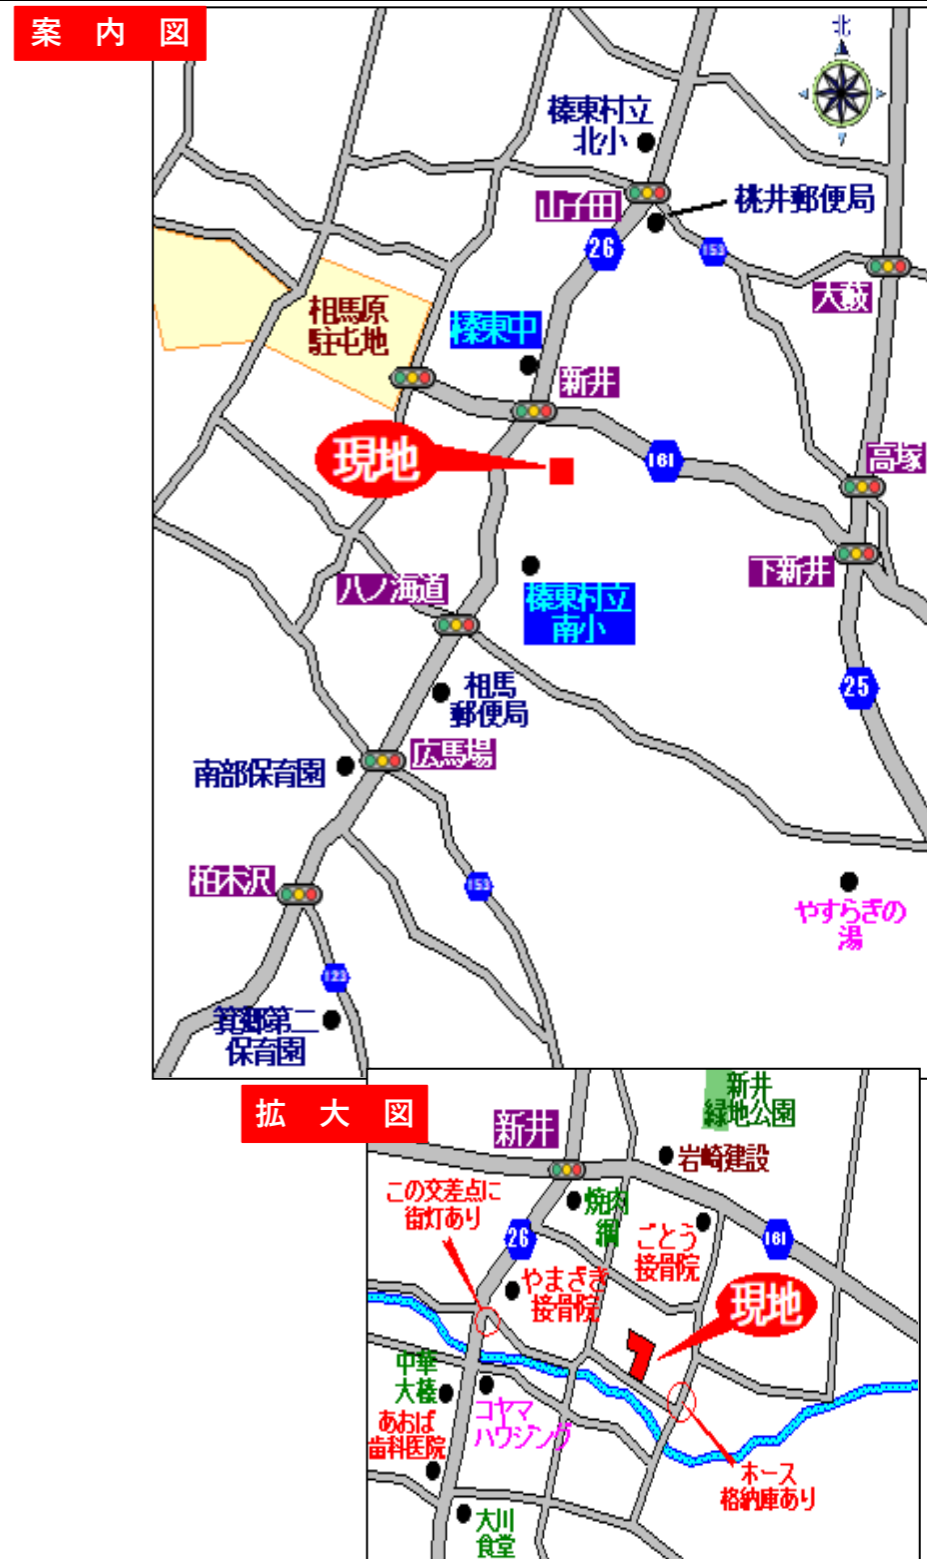 案内図
北
榛東村立
北小
山子田
桃井郵便局
26
153
大藪
相馬原
駐屯地
榛東中
新井
現地
161
高塚
下新井
八ノ海道
榛東村立
南小
25
相馬
郵便局
広馬場
南部保育園
柏木沢
153
やすらぎの
湯
123
箕郷第二
保育園
拡大図
新井
新井
緑地公園
岩崎建設
この交差点に
街灯あり
焼肉
綱
26
ごとう
接骨院
161
やまざき
接骨院
現地
中華
大榛
コヤマ
ハウジング
あおば
歯科医院
ホース
格納庫あり
大川
食堂